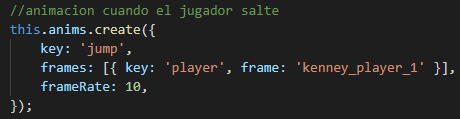 //animacion cuando el jugador salte
this.anims.create({
    key: 'jump',
    frames: [{ key: 'player', frame: 'kenney_player_1' }],
    frameRate: 10,
});